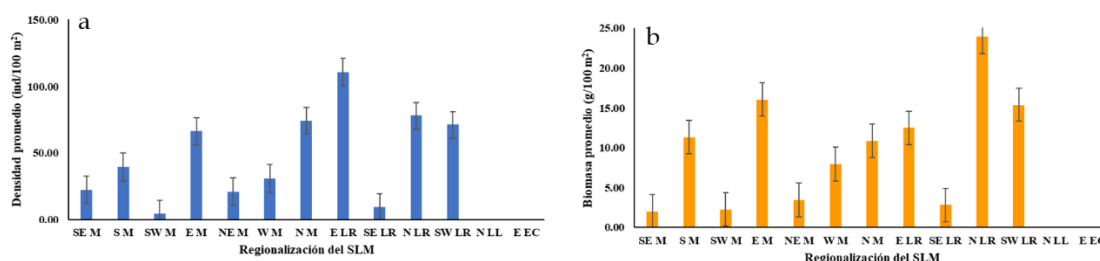 a
Densidad promedio (ind/100 m²)
150.00
100.00
50.00
0.00
SE M S M SW M E M NE M W M N M E LR SE LR N LR SW LR N LL E EC
Regionalización del SLM
b
Biomasa promedio (g/100 m²)
25.00
20.00
15.00
10.00
5.00
0.00
SE M S M SW M E M NE M W M N M E LR SE LR N LR SW LR N LL E EC
Regionalización del SLM